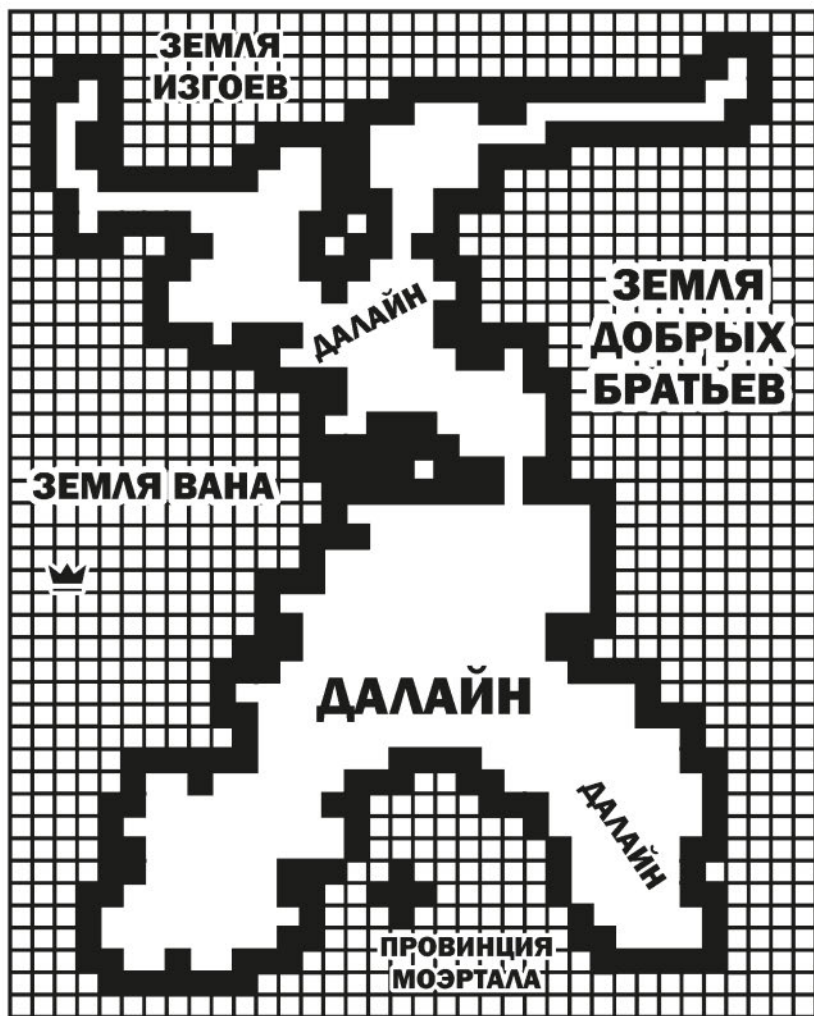 ЗЕМЛЯ
ИЗГОЕВ
ДАЛАЙН
ЗЕМЛЯ
ДОБРЫХ
БРАТЬЕВ
ЗЕМЛЯ ВАНА
ДАЛАЙН
ДАЛАЙН
ПРОВИНЦИЯ
МОЭРТАЛА